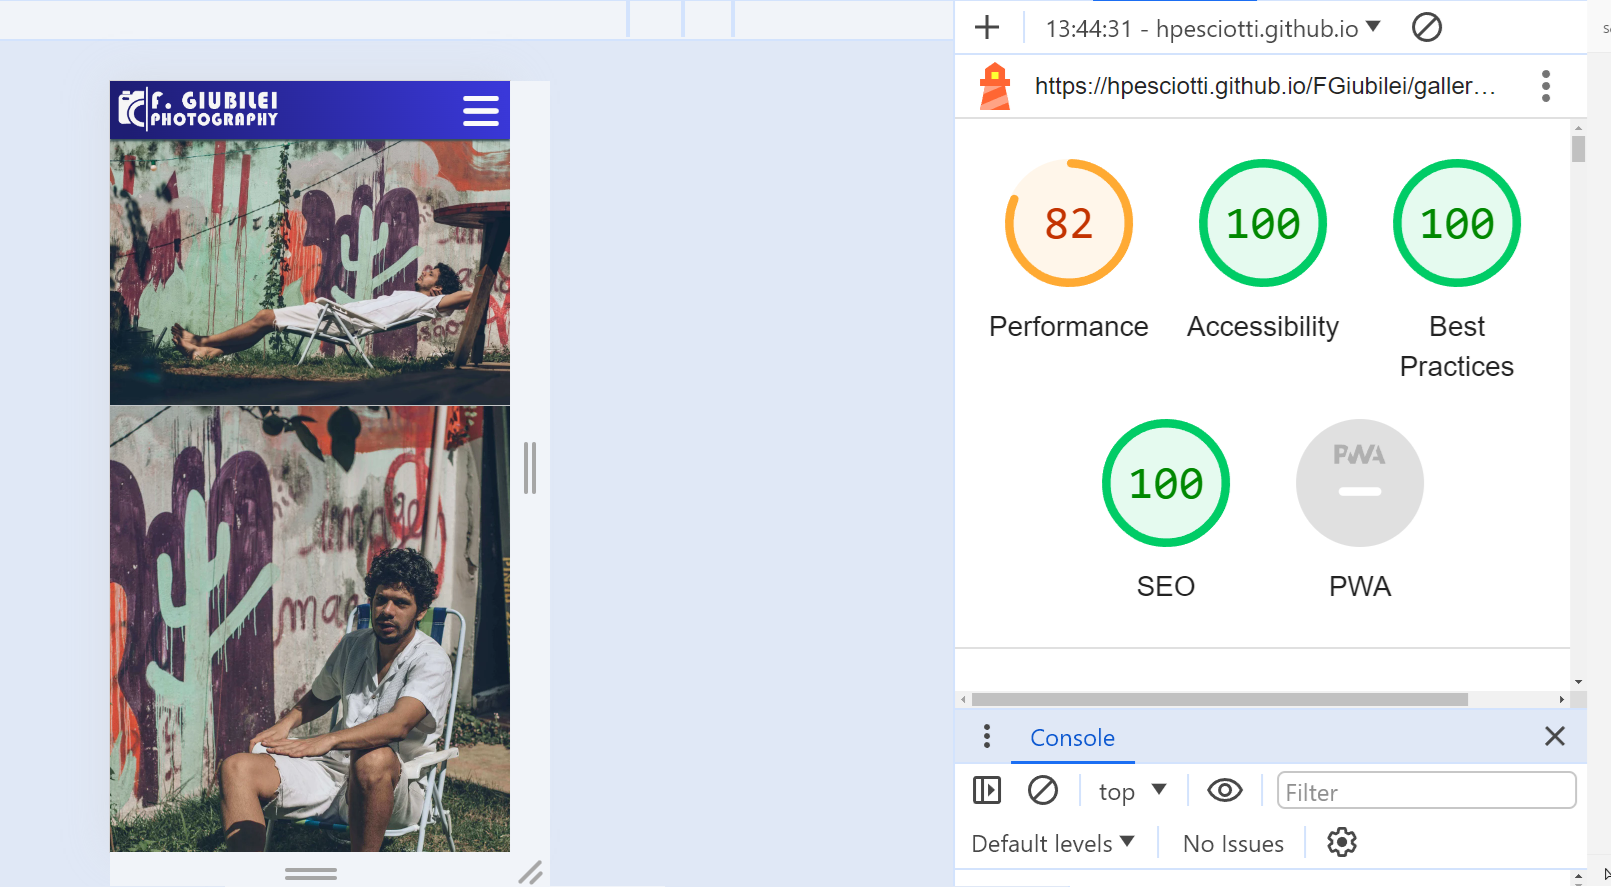 13:44:31 - hpesciotti.github.io
https://hpesciotti.github.io/FGiubilei/galler…
F. GIUBILEI
PHOTOGRAPHY
82
100
100
Performance
Accessibility
Best
Practices
100
PWA
SEO
PWA
mag
Console
top
Filter
Default levels
No Issues